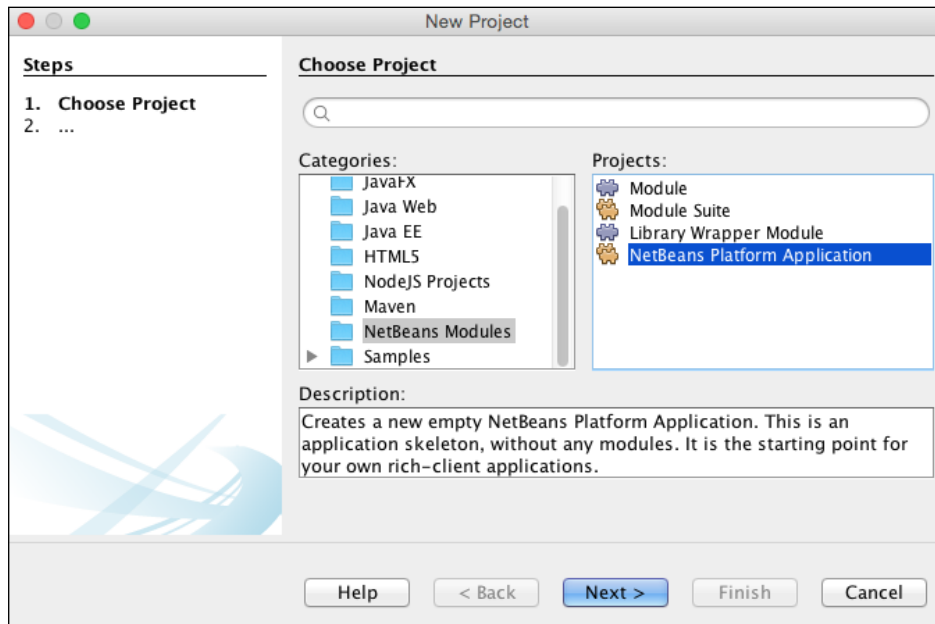 New Project
Steps
1. Choose Project
2. ...
Choose Project
Categories:
JavaFX
Java Web
Java EE
HTML5
NodeJS Projects
Maven
NetBeans Modules
Samples
Projects:
Module
Module Suite
Library Wrapper Module
NetBeans Platform Application
Description:
Creates a new empty NetBeans Platform Application. This is an
application skeleton, without any modules. It is the starting point for
your own rich-client applications.
Help
< Back
Next >
Finish
Cancel